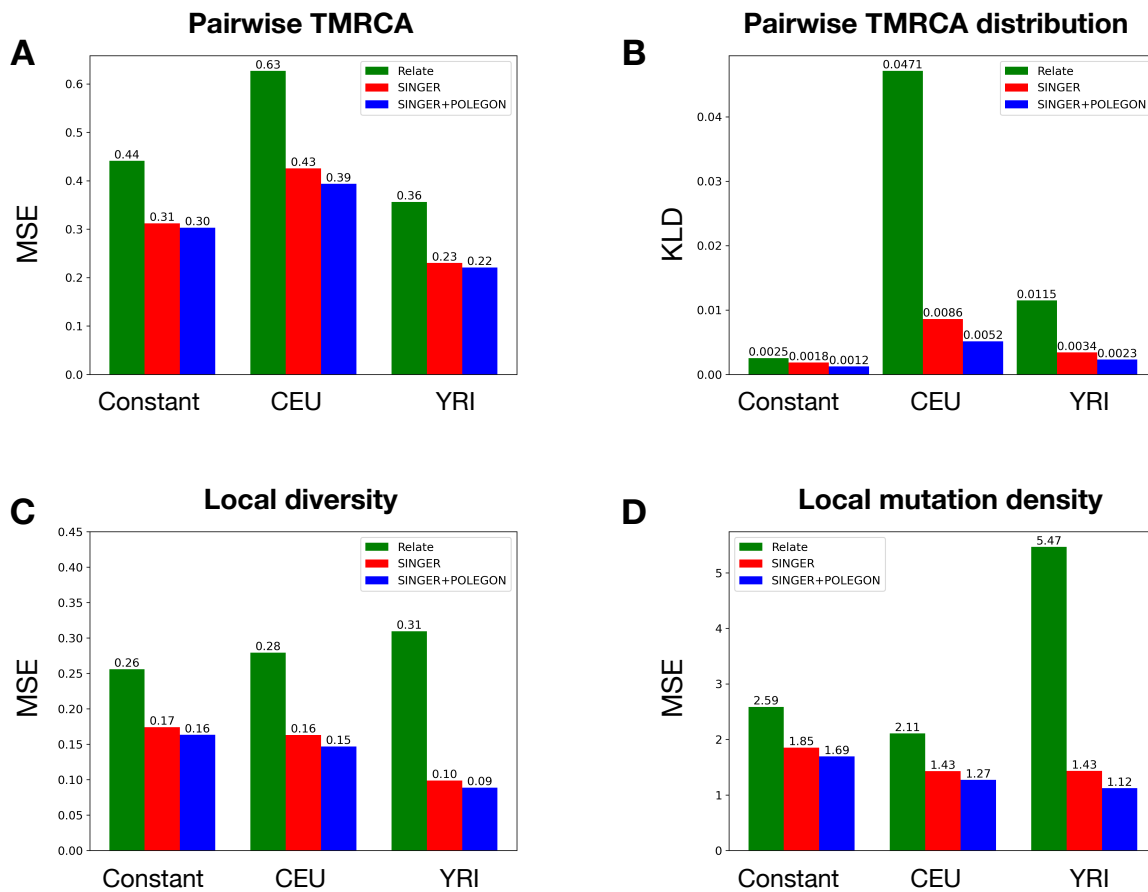 A
Pairwise TMRCA
MSE
0.6
0.5
0.4
0.3
0.2
0.1
0.0
Relate
SINGER
SINGER+POLEGON
0.44
0.31
0.30
0.63
0.43
0.39
0.36
0.23
0.22
Constant
CEU
YRI
B
Pairwise TMRCA distribution
KLD
0.04
0.03
0.02
0.01
0.00
Relate
SINGER
SINGER+POLEGON
0.0025
0.0018
0.0012
0.0471
0.0086
0.0052
0.0115
0.0034
0.0023
Constant
CEU
YRI
C
Local diversity
MSE
0.45
0.40
0.35
0.30
0.25
0.20
0.15
0.10
0.05
0.00
Relate
SINGER
SINGER+POLEGON
0.26
0.17
0.16
0.28
0.16
0.15
0.31
0.10
0.09
Constant
CEU
YRI
D
Local mutation density
MSE
5
4
3
2
1
0
Relate
SINGER
SINGER+POLEGON
2.59
1.85
1.69
2.11
1.43
1.27
5.47
1.43
1.12
Constant
CEU
YRI